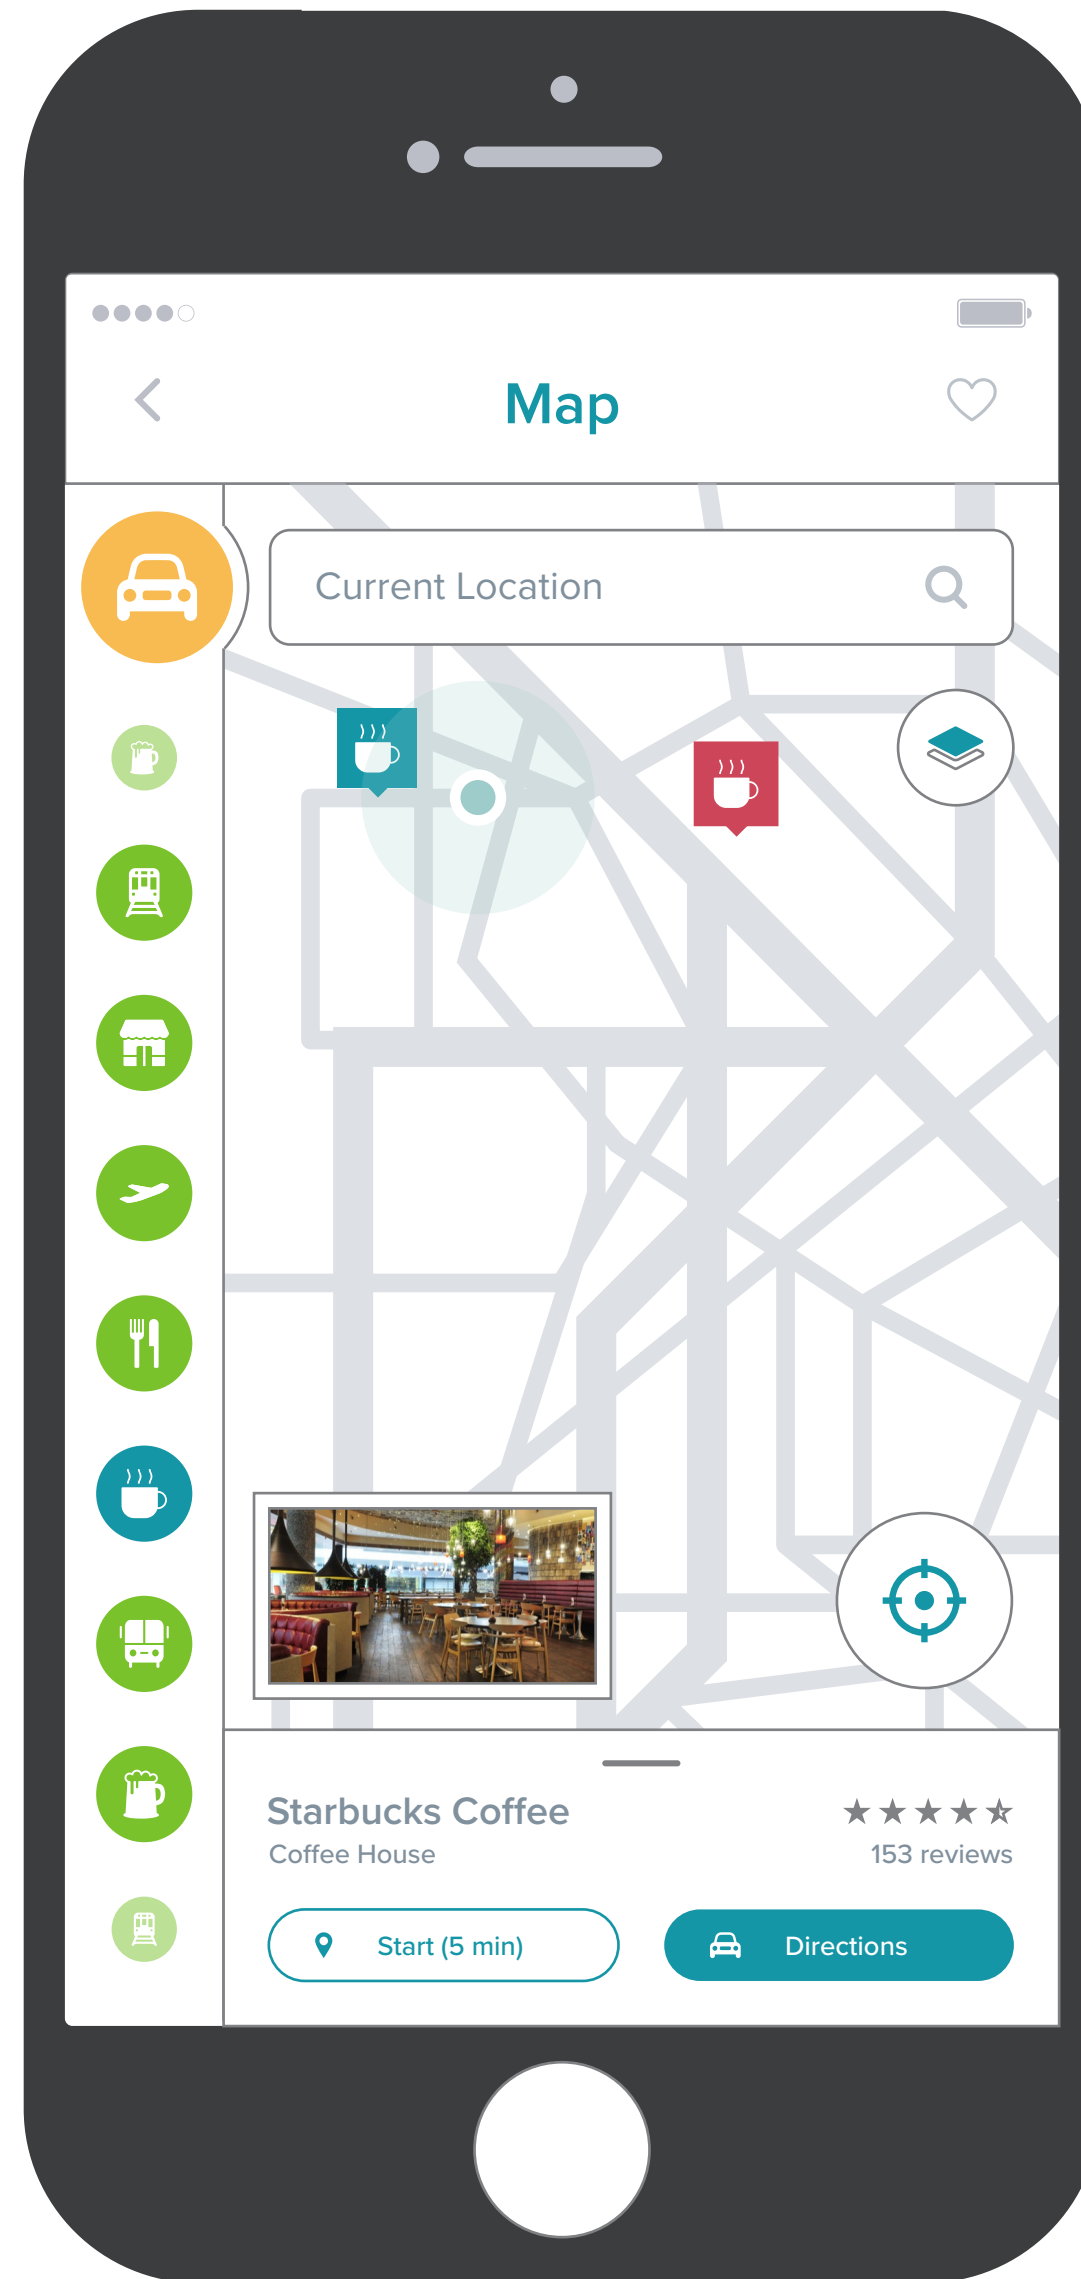 Map
Current Location
Starbucks Coffee
Coffee House
153 reviews
Start (5 min)
Directions